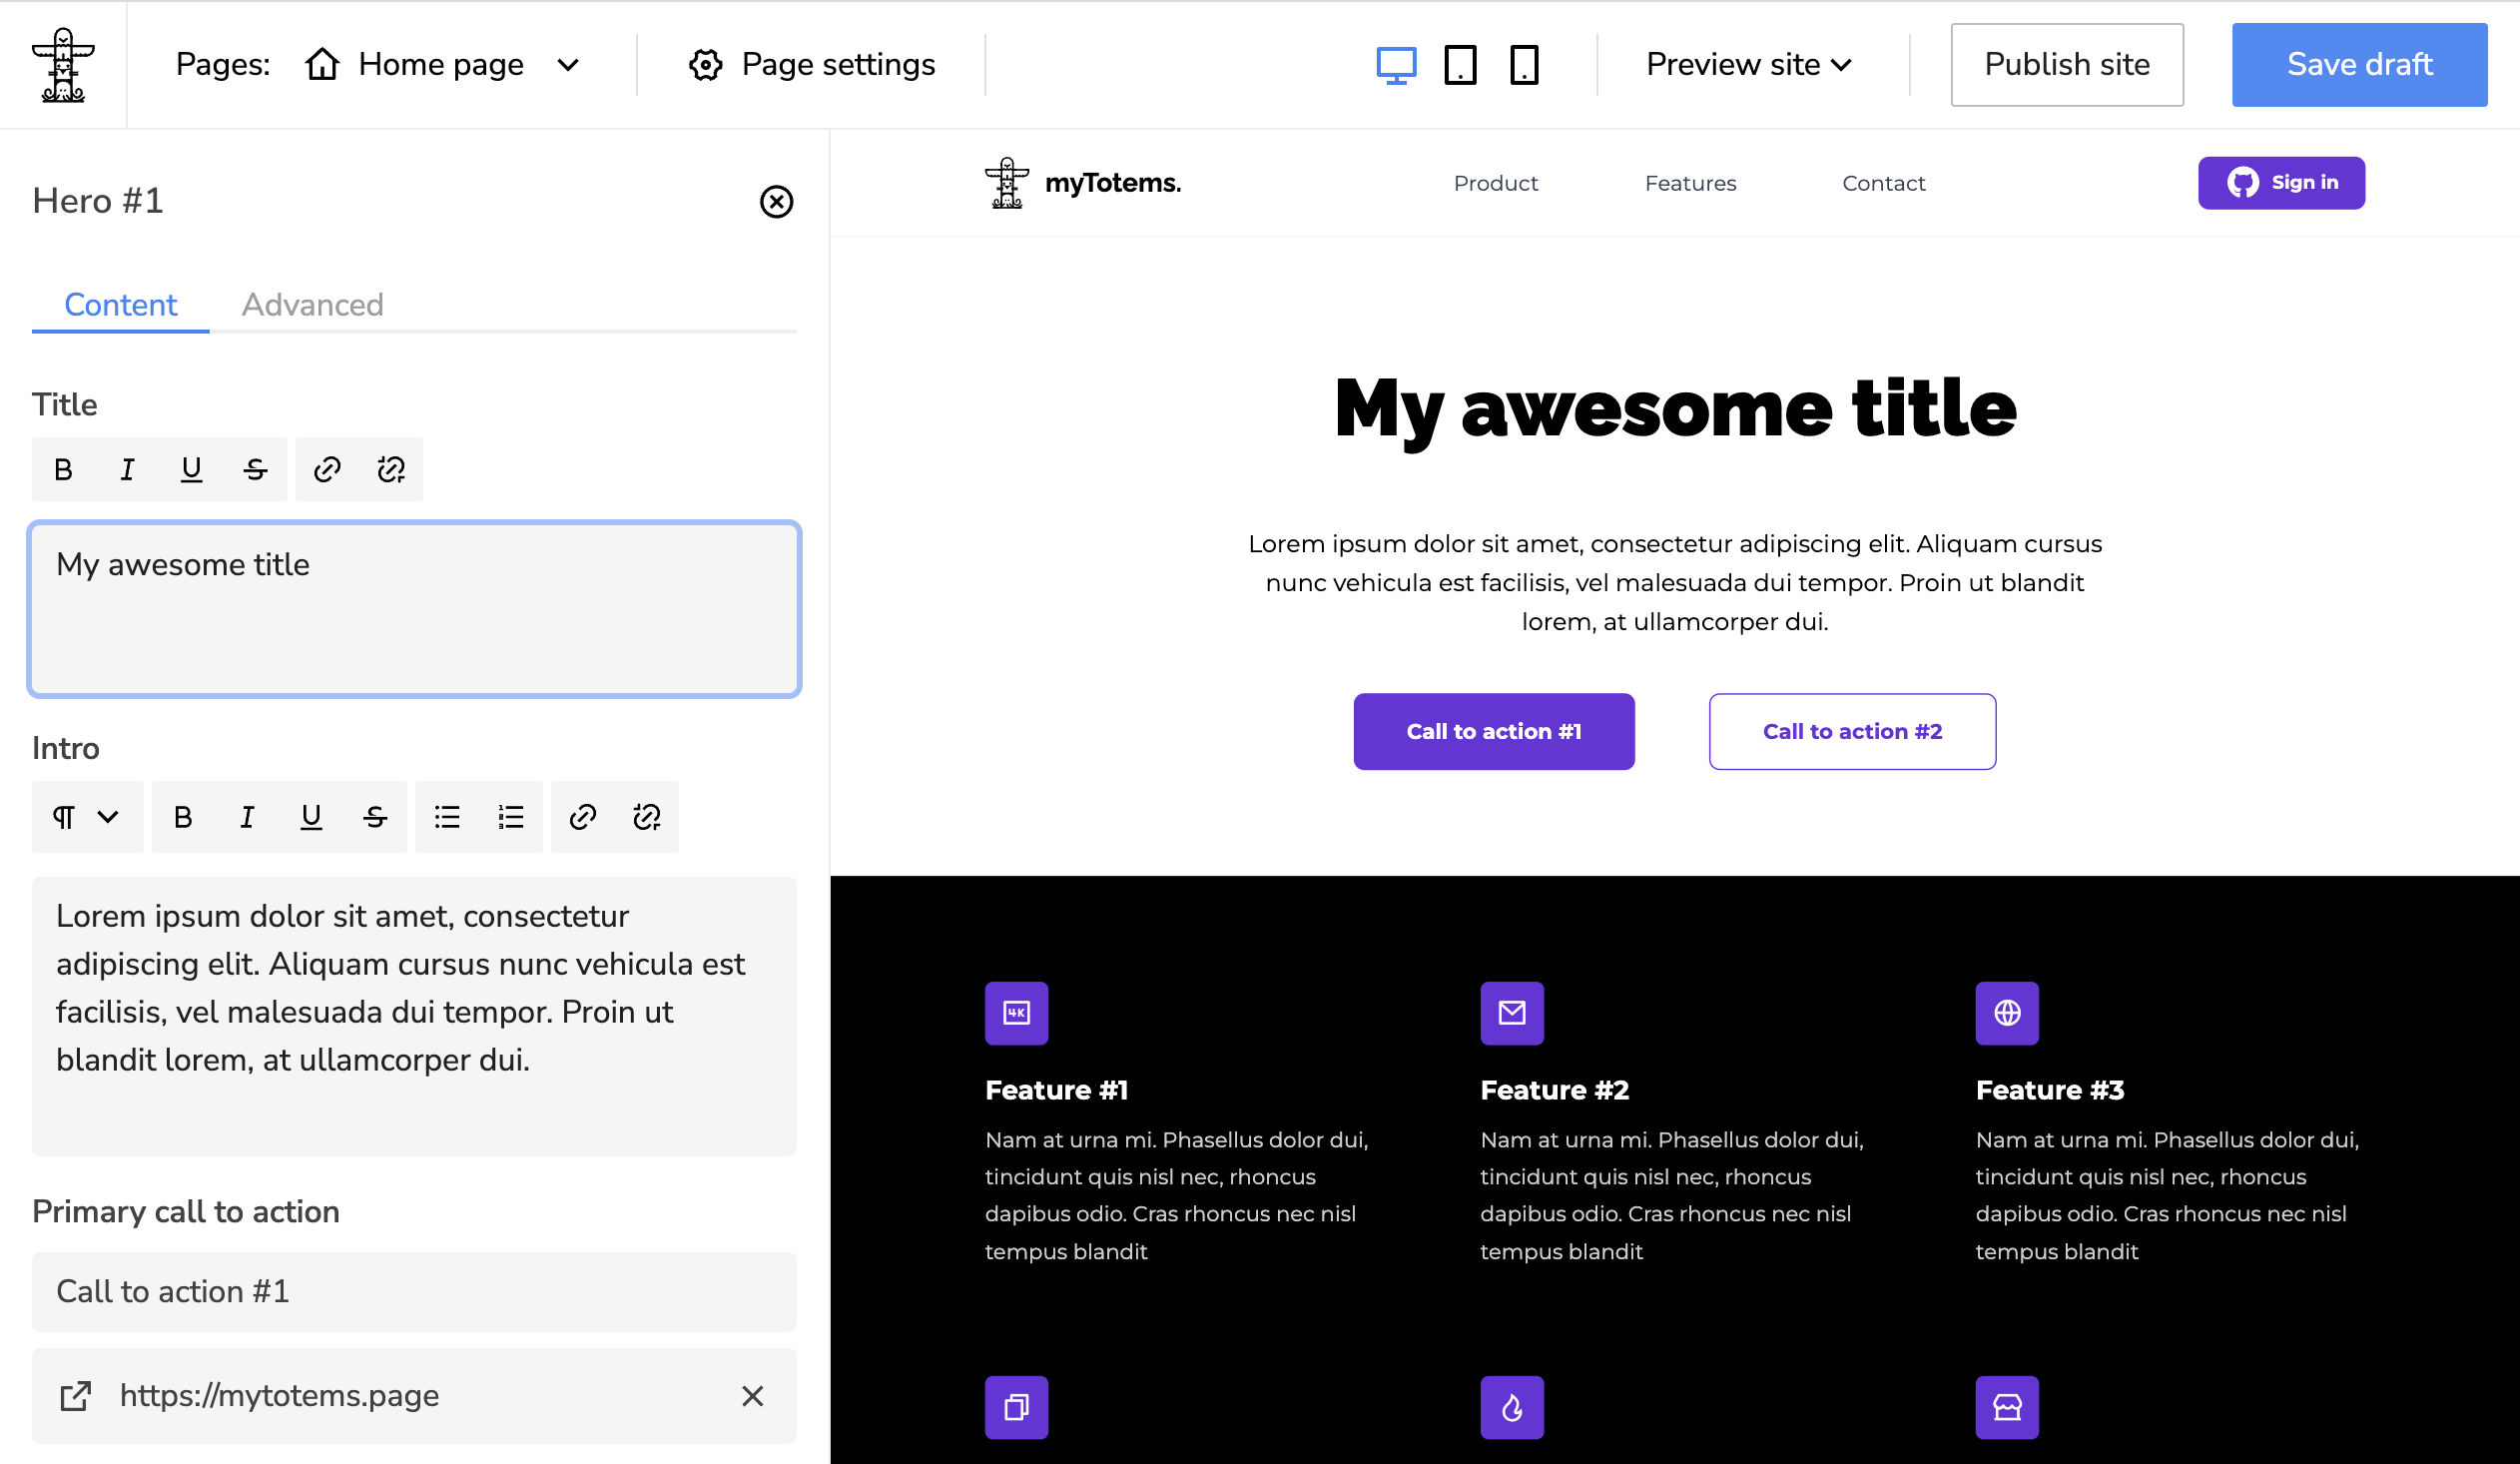 Pages: Home page Page settings Preview site Publish site Save draft
Hero #1
Content Advanced
Title
B I U S
My awesome title
Intro
¶ B I U S
Lorem ipsum dolor sit amet, consectetur
adipiscing elit. Aliquam cursus nunc vehicula est
facilisis, vel malesuada dui tempor. Proin ut
blandit lorem, at ullamcorper dui.
Primary call to action
Call to action #1
https://mytotems.page
myTotems. Product Features Contact Sign in
My awesome title
Lorem ipsum dolor sit amet, consectetur adipiscing elit. Aliquam cursus
nunc vehicula est facilisis, vel malesuada dui tempor. Proin ut blandit
lorem, at ullamcorper dui.
Call to action #1 Call to action #2
4K
Feature #1
Nam at urna mi. Phasellus dolor dui,
tincidunt quis nisl nec, rhoncus
dapibus odio. Cras rhoncus nec nisl
tempus blandit
Feature #2
Nam at urna mi. Phasellus dolor dui,
tincidunt quis nisl nec, rhoncus
dapibus odio. Cras rhoncus nec nisl
tempus blandit
Feature #3
Nam at urna mi. Phasellus dolor dui,
tincidunt quis nisl nec, rhoncus
dapibus odio. Cras rhoncus nec nisl
tempus blandit